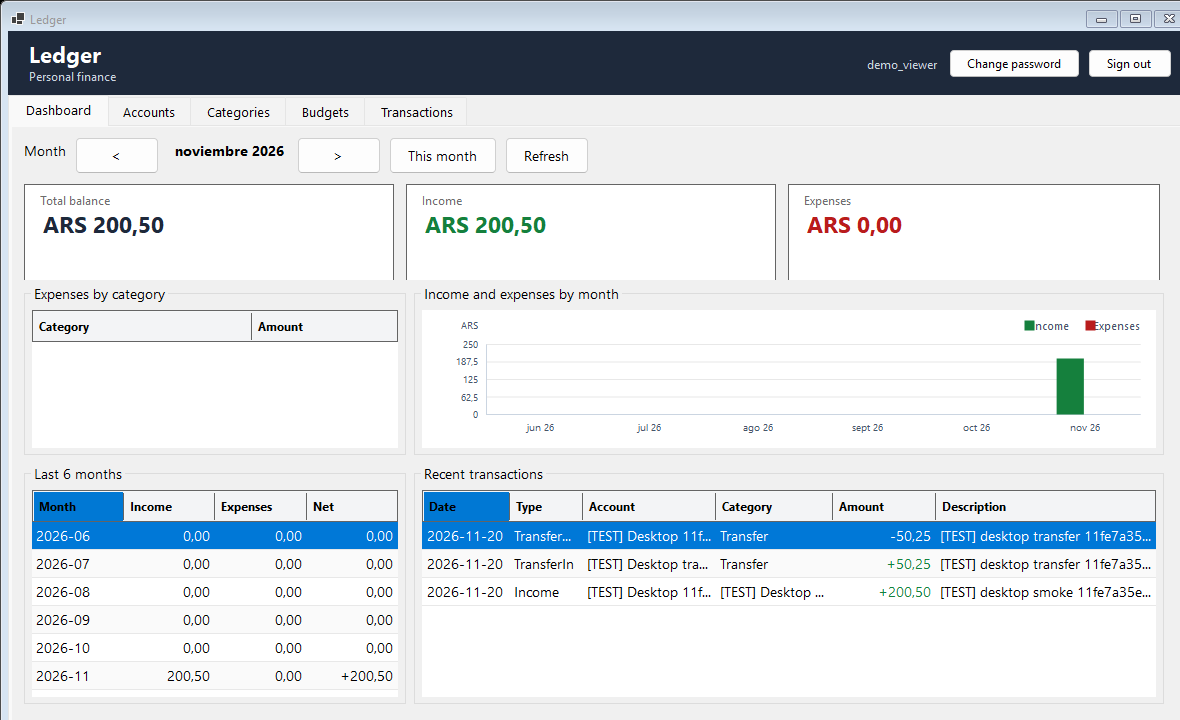 Ledger
Ledger
Personal finance
demo_viewer
Change password
Sign out
Dashboard
Accounts
Categories
Budgets
Transactions
Month
<
noviembre 2026
>
This month
Refresh
Total balance
ARS 200,50
Income
ARS 200,50
Expenses
ARS 0,00
Expenses by category
Category Amount
Income and expenses by month
ARS
Income
Expenses
250
187,5
125
62,5
0
jun 26 jul 26 ago 26 sept 26 oct 26 nov 26
Last 6 months
Month Income Expenses Net
2026-06 0,00 0,00 0,00
2026-07 0,00 0,00 0,00
2026-08 0,00 0,00 0,00
2026-09 0,00 0,00 0,00
2026-10 0,00 0,00 0,00
2026-11 200,50 0,00 +200,50
Recent transactions
Date Type Account Category Amount Description
2026-11-20 Transfer... [TEST] Desktop 11f... Transfer -50,25 [TEST] desktop transfer 11fe7a35...
2026-11-20 TransferIn [TEST] Desktop tra... Transfer +50,25 [TEST] desktop transfer 11fe7a35...
2026-11-20 Income [TEST] Desktop 11f... [TEST] Desktop ... +200,50 [TEST] desktop smoke 11fe7a35e...